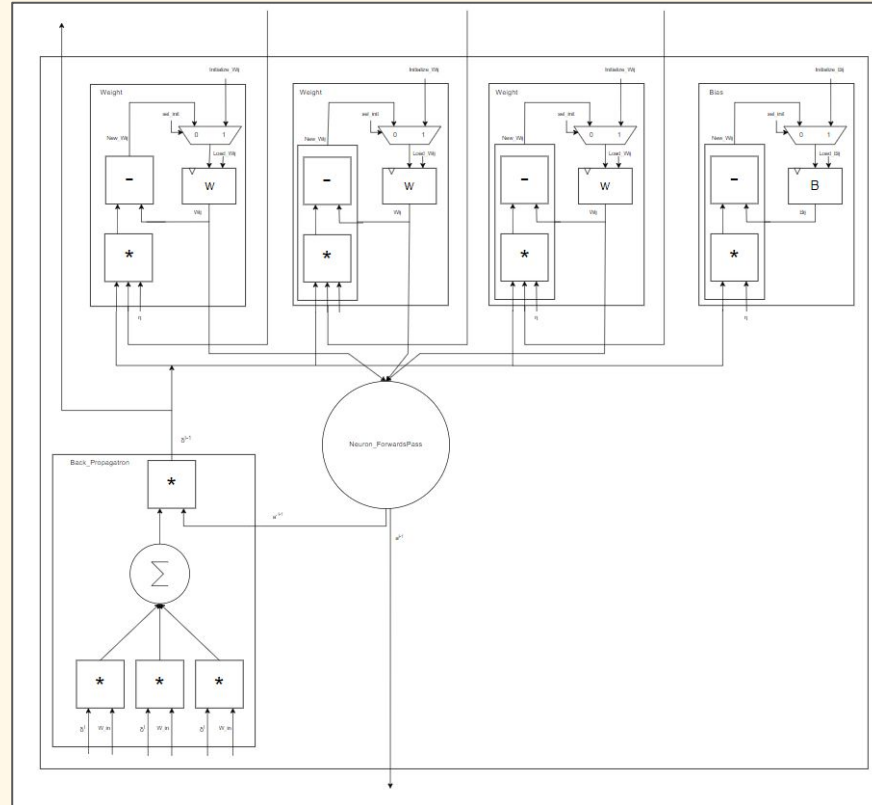 Initialize_Wij
Initialize_Wij
Initialize_Wij
Initialize_Bij
Weight
Weight
Weight
Bias
sel_init
sel_init
sel_init
sel_init
0 1
0 1
0 1
0 1
New_Wij
New_Wij
New_Wij
New_Wij
Load_Wij
Load_Wij
Load_Wij
Load_Bij
-
W
-
W
-
W
-
B
Wij
Wij
Wij
Bij
*
*
*
*
η
η
η
Neuron_ForwardsPass
Back_Propagatron
*
∑
* * *
W_in
W_in
W_in